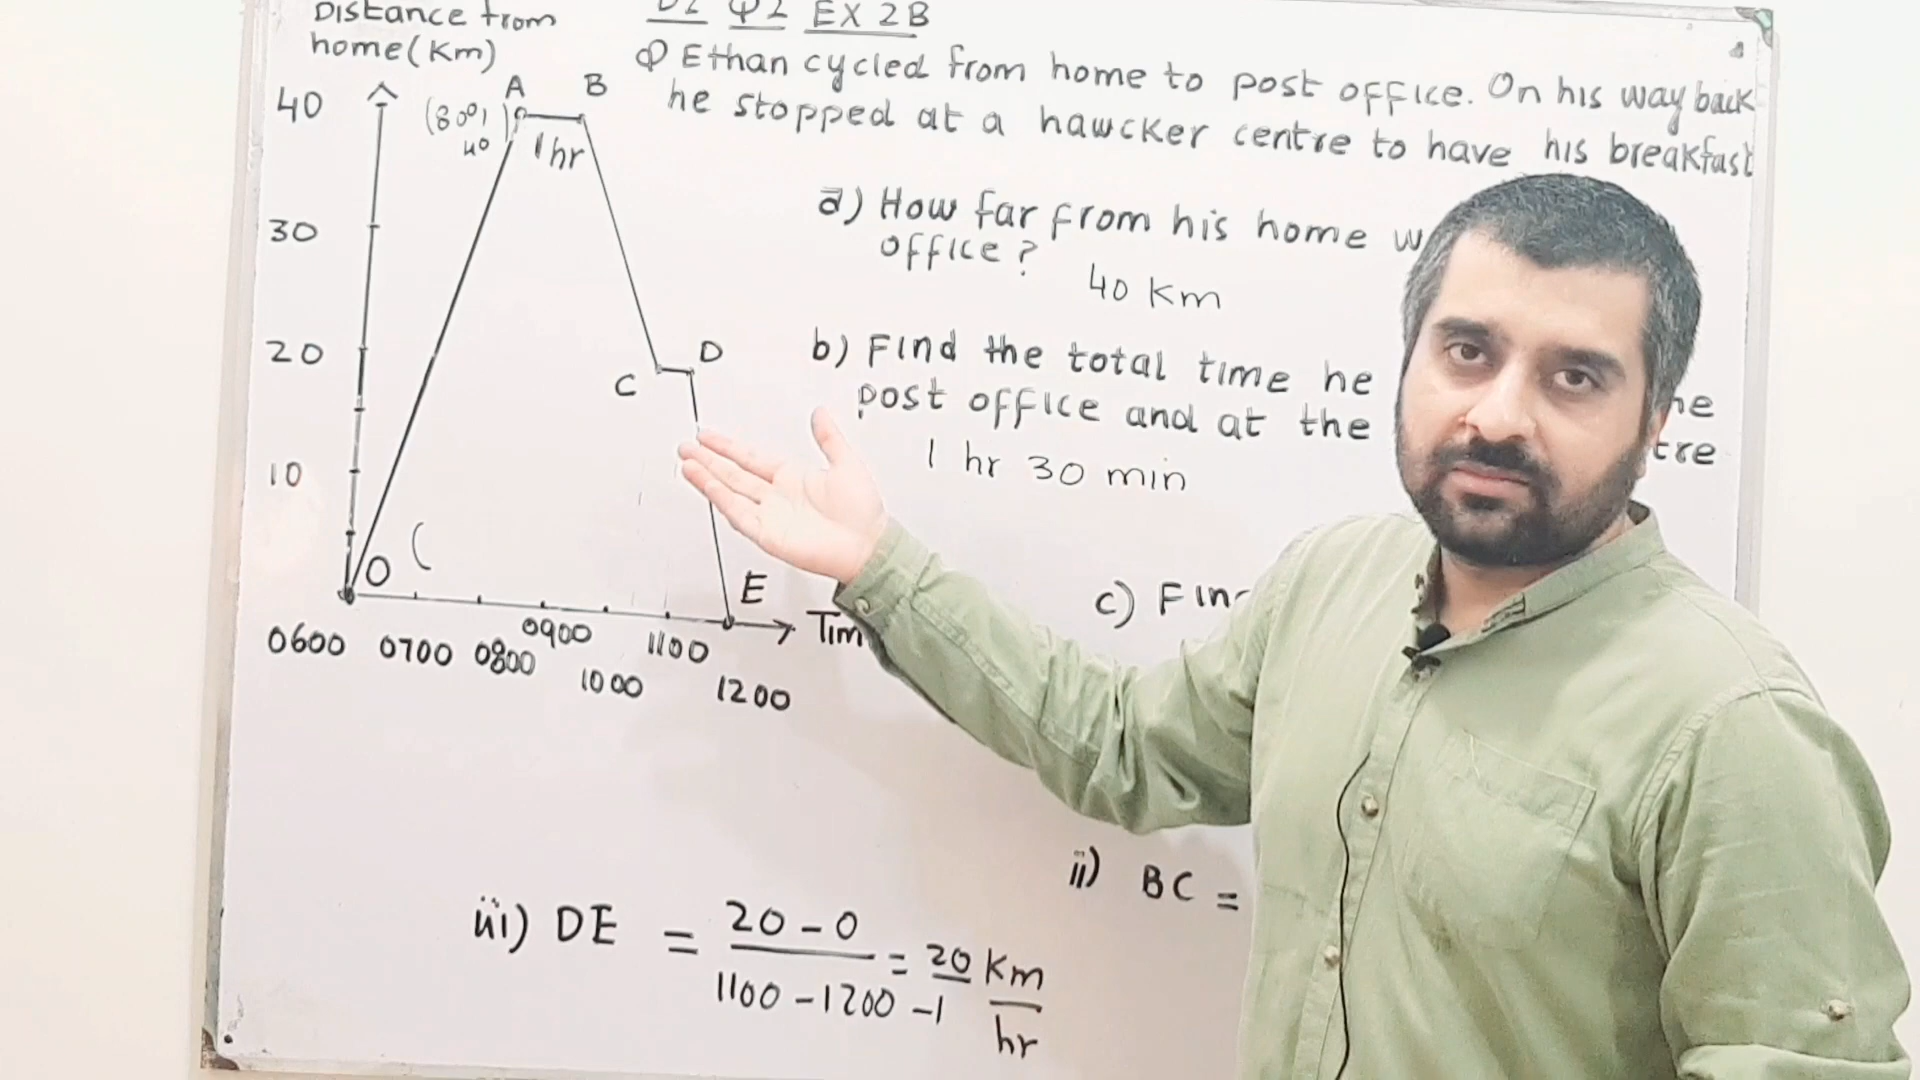 Distance from
home (Km)
EX 2B
Q Ethan cycled from home to post office. On his way back
he stopped at a hawcker centre to have his breakfast
a) How far from his home
office?
40 Km
b) Find the total time he
post office and at the
1 hr 30 min
c)
ii) BC =
iii) DE = 20 - 0 = 20 Km
1100 - 1200 -1 hr
40
30
20
10
A
B
(800,
40
)
1 hr
C
D
O
(
E
0600
0700
0800
0900
1000
1100
1200